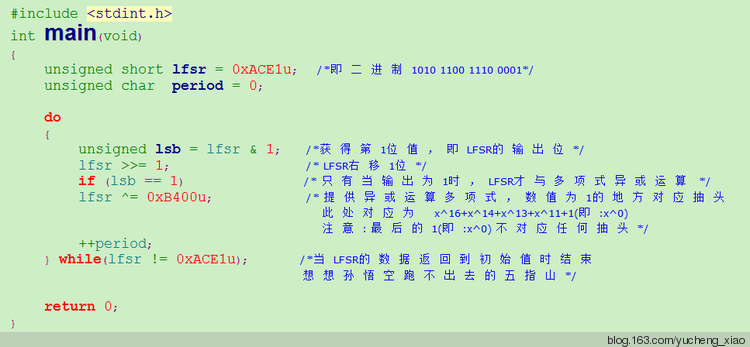 #include <stdint.h>
int main(void)
{
unsigned short lfsr = 0xACE1u; /*即二进制 1010 1100 1110 0001*/
unsigned char period = 0;
do
{
unsigned lsb = lfsr & 1; /*获得第1位值，即LFSR的输出位 */
lfsr >>= 1; /* LFSR右移1位 */
if (lsb == 1) /* 只有当输出为1时，LFSR才与多项式异或运算 */
lfsr ^= 0xB400u; /* 提供异或运算多项式，数值为1的地方对应抽头
此处对应为 x^16+x^14+x^13+x^11+1(即 :x^0)
注意:最后的1(即 :x^0)不对应任何抽头 */
++period;
} while(lfsr != 0xACE1u); /*当 LFSR的数据返回到初始值时结束
想想孙悟空跑不出去的五指山 */
return 0;
}
blog.163.com/yucheng_xiao